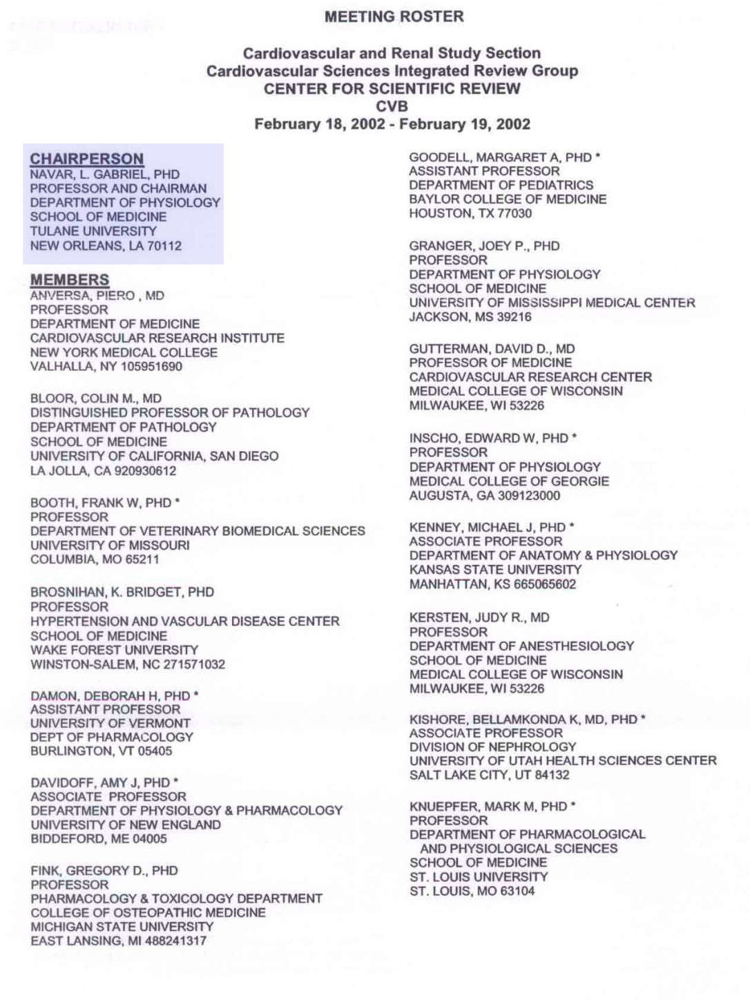 MEETING ROSTER
Cardiovascular and Renal Study Section
Cardiovascular Sciences Integrated Review Group
CENTER FOR SCIENTIFIC REVIEW
CVB
February 18, 2002 - February 19, 2002
CHAIRPERSON
NAVAR, L. GABRIEL, PHD
PROFESSOR AND CHAIRMAN
DEPARTMENT OF PHYSIOLOGY
SCHOOL OF MEDICINE
TULANE UNIVERSITY
NEW ORLEANS, LA 70112
MEMBERS
ANVERSA, PIERO , MD
PROFESSOR
DEPARTMENT OF MEDICINE
CARDIOVASCULAR RESEARCH INSTITUTE
NEW YORK MEDICAL COLLEGE
VALHALLA, NY 105951690
BLOOR, COLIN M., MD
DISTINGUISHED PROFESSOR OF PATHOLOGY
DEPARTMENT OF PATHOLOGY
SCHOOL OF MEDICINE
UNIVERSITY OF CALIFORNIA, SAN DIEGO
LA JOLLA, CA 920930612
BOOTH, FRANK W, PHD *
PROFESSOR
DEPARTMENT OF VETERINARY BIOMEDICAL SCIENCES
UNIVERSITY OF MISSOURI
COLUMBIA, MO 65211
BROSNIHAN, K. BRIDGET, PHD
PROFESSOR
HYPERTENSION AND VASCULAR DISEASE CENTER
SCHOOL OF MEDICINE
WAKE FOREST UNIVERSITY
WINSTON-SALEM, NC 271571032
DAMON, DEBORAH H, PHD *
ASSISTANT PROFESSOR
UNIVERSITY OF VERMONT
DEPT OF PHARMACOLOGY
BURLINGTON, VT 05405
DAVIDOFF, AMY J, PHD *
ASSOCIATE PROFESSOR
DEPARTMENT OF PHYSIOLOGY & PHARMACOLOGY
UNIVERSITY OF NEW ENGLAND
BIDDEFORD, ME 04005
FINK, GREGORY D., PHD
PROFESSOR
PHARMACOLOGY & TOXICOLOGY DEPARTMENT
COLLEGE OF OSTEOPATHIC MEDICINE
MICHIGAN STATE UNIVERSITY
EAST LANSING, MI 488241317
GOODELL, MARGARET A, PHD *
ASSISTANT PROFESSOR
DEPARTMENT OF PEDIATRICS
BAYLOR COLLEGE OF MEDICINE
HOUSTON, TX 77030
GRANGER, JOEY P., PHD
PROFESSOR
DEPARTMENT OF PHYSIOLOGY
SCHOOL OF MEDICINE
UNIVERSITY OF MISSISSIPPI MEDICAL CENTER
JACKSON, MS 39216
GUTTERMAN, DAVID D., MD
PROFESSOR OF MEDICINE
CARDIOVASCULAR RESEARCH CENTER
MEDICAL COLLEGE OF WISCONSIN
MILWAUKEE, WI 53226
INSCHO, EDWARD W, PHD *
PROFESSOR
DEPARTMENT OF PHYSIOLOGY
MEDICAL COLLEGE OF GEORGIE
AUGUSTA, GA 309123000
KENNEY, MICHAEL J, PHD *
ASSOCIATE PROFESSOR
DEPARTMENT OF ANATOMY & PHYSIOLOGY
KANSAS STATE UNIVERSITY
MANHATTAN, KS 665065602
KERSTEN, JUDY R., MD
PROFESSOR
DEPARTMENT OF ANESTHESIOLOGY
SCHOOL OF MEDICINE
MEDICAL COLLEGE OF WISCONSIN
MILWAUKEE, WI 53226
KISHORE, BELLAMKONDA K, MD, PHD *
ASSOCIATE PROFESSOR
DIVISION OF NEPHROLOGY
UNIVERSITY OF UTAH HEALTH SCIENCES CENTER
SALT LAKE CITY, UT 84132
KNUEPFER, MARK M, PHD *
PROFESSOR
DEPARTMENT OF PHARMACOLOGICAL
AND PHYSIOLOGICAL SCIENCES
SCHOOL OF MEDICINE
ST. LOUIS UNIVERSITY
ST. LOUIS, MO 63104